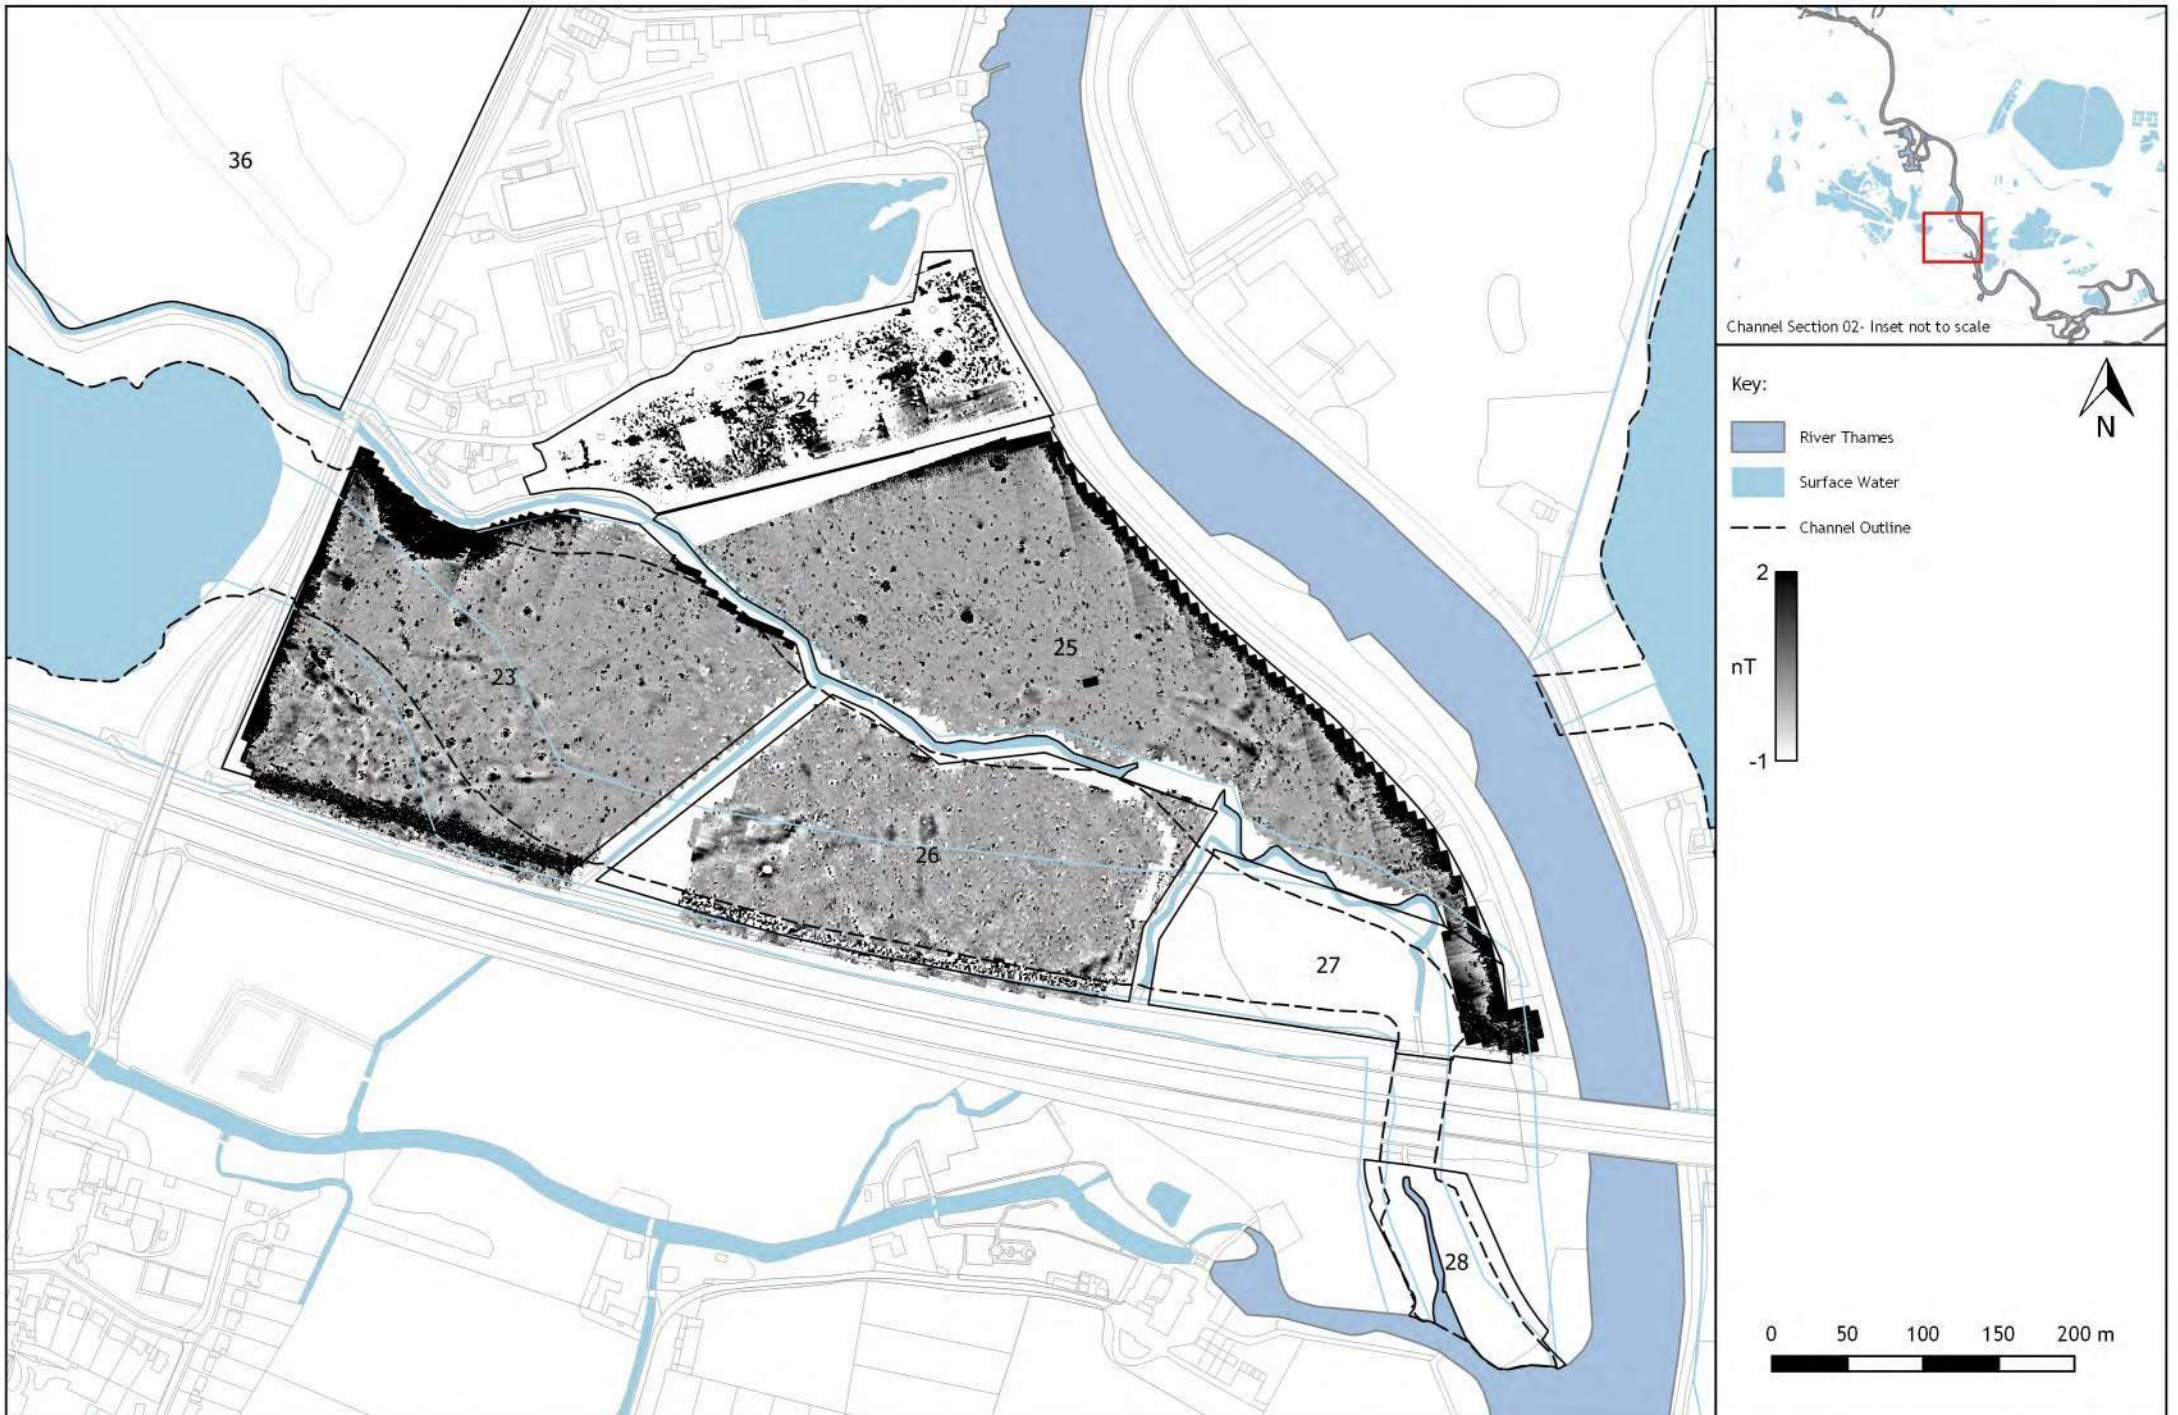 36
24
25
23
26
27
28
Channel Section 02- Inset not to scale
Key:
N
River Thames
Surface Water
Channel Outline
2
nT
-1
0 50 100 150 200 m